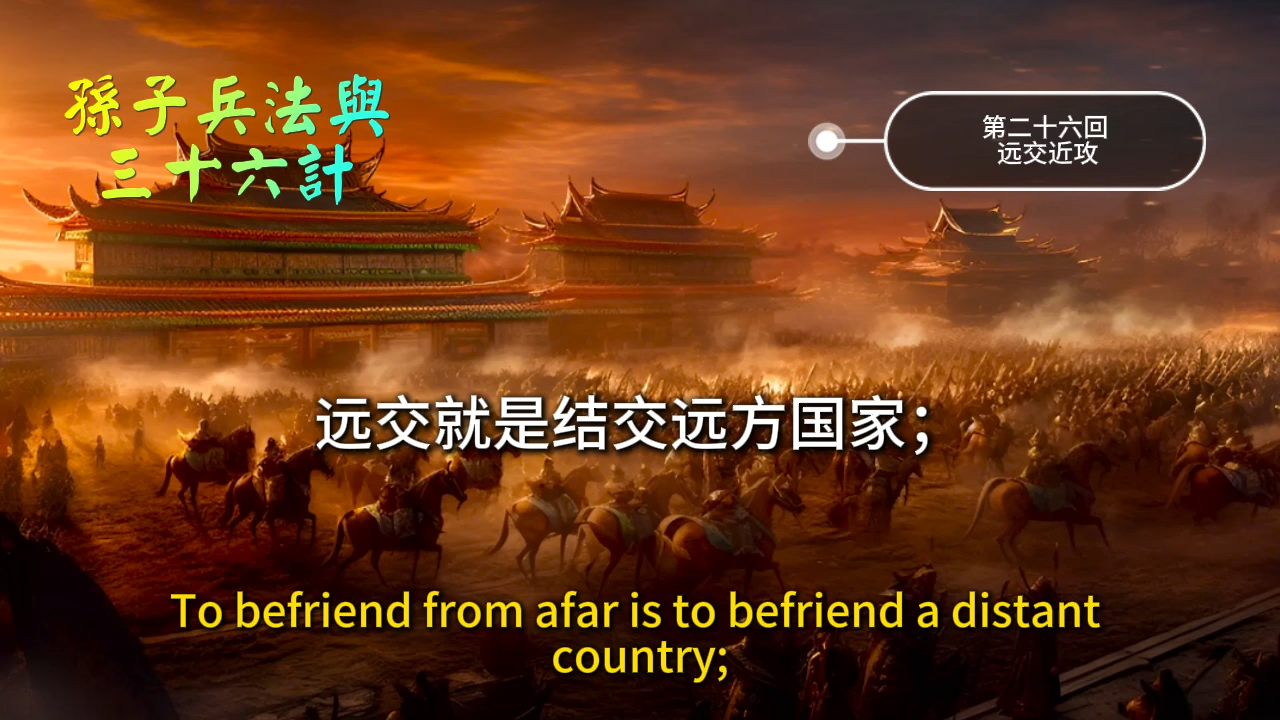 孫子兵法與
三十六計
第二十六回
远交近攻
远交就是结交远方国家；
To befriend from afar is to befriend a distant
country;